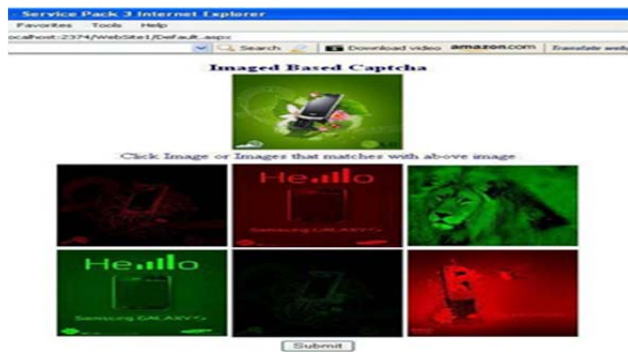 - Service Pack 3 Internet Explorer
Favorites Tools Help
ocalhost:2374/WebSite1/Default.aspx
Search Download video amazon.com Translate
Imaged Based Captcha
Click Image or Images that matches with above image
Hello
Samsung GALAXY S
Hello
Samsung GALAXY S
Submit